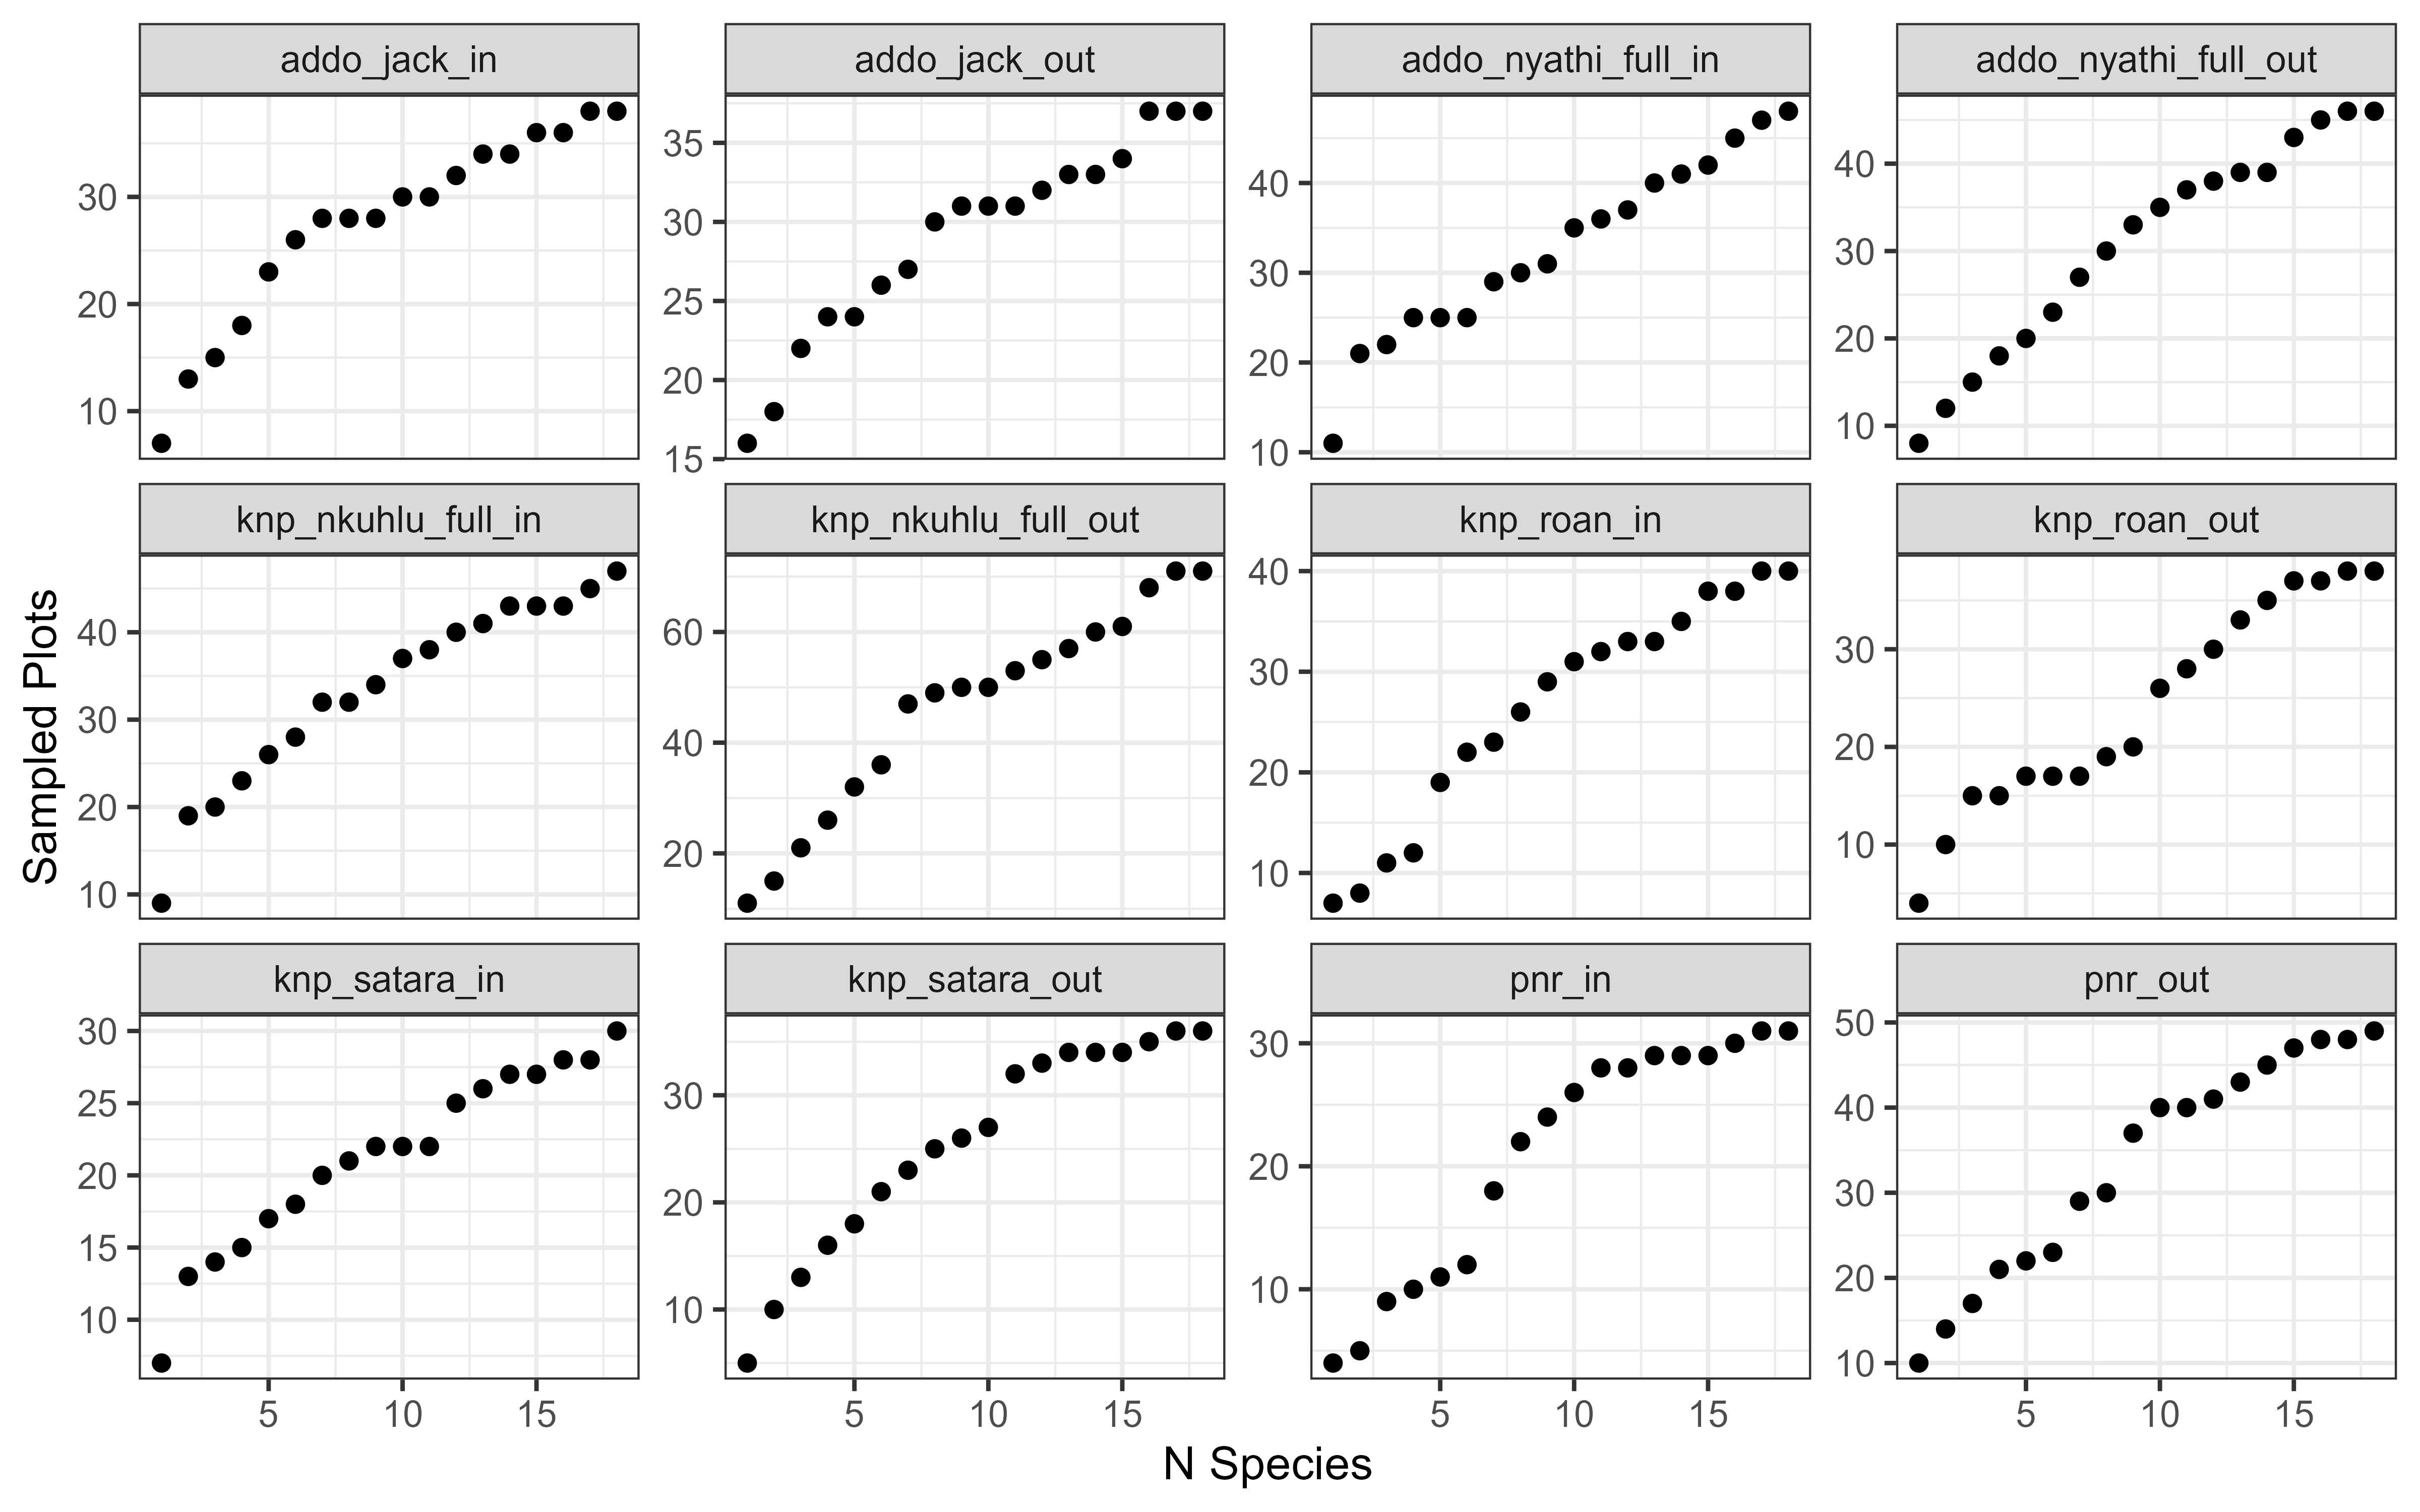 addo_jack_in addo_jack_out addo_nyathi_full_in addo_nyathi_full_out
30 20 10
35 30 25 20 15
40 30 20 10
40 30 20 10
knp_nkuhlu_full_in knp_nkuhlu_full_out knp_roan_in knp_roan_out
40 30 20 10
60 40 20
40 30 20 10
30 20 10
Sampled Plots
knp_satara_in knp_satara_out pnr_in pnr_out
30 25 20 15 10
30 20 10
30 20 10
50 40 30 20 10
5 10 15 5 10 15 5 10 15 5 10 15
N Species